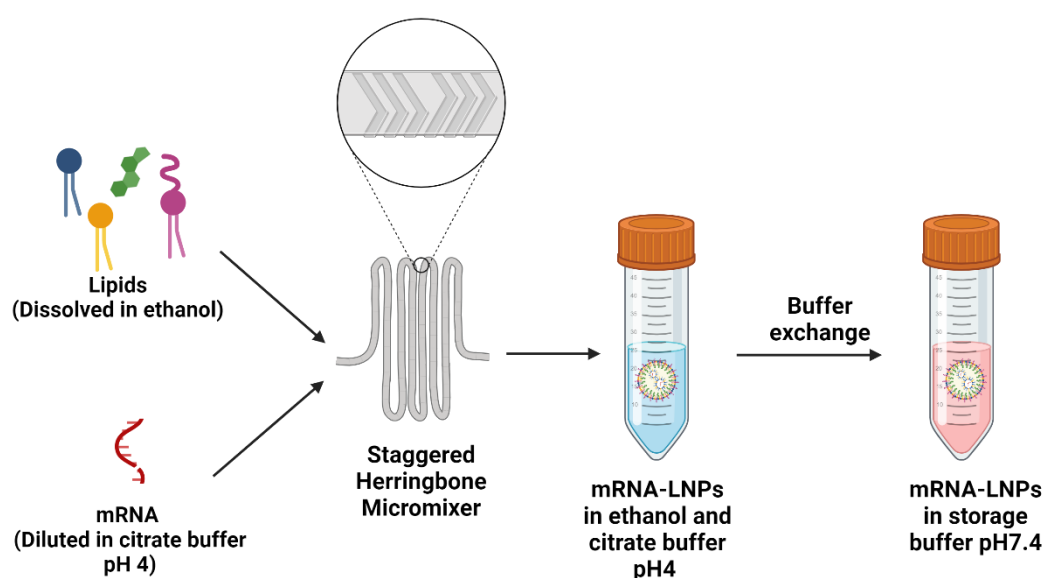 Lipids
(Dissolved in ethanol)
mRNA
(Diluted in citrate buffer
pH 4)
Staggered
Herringbone
Micromixer
mRNA-LNPs
in ethanol and
citrate buffer
pH4
Buffer
exchange
mRNA-LNPs
in storage
buffer pH7.4